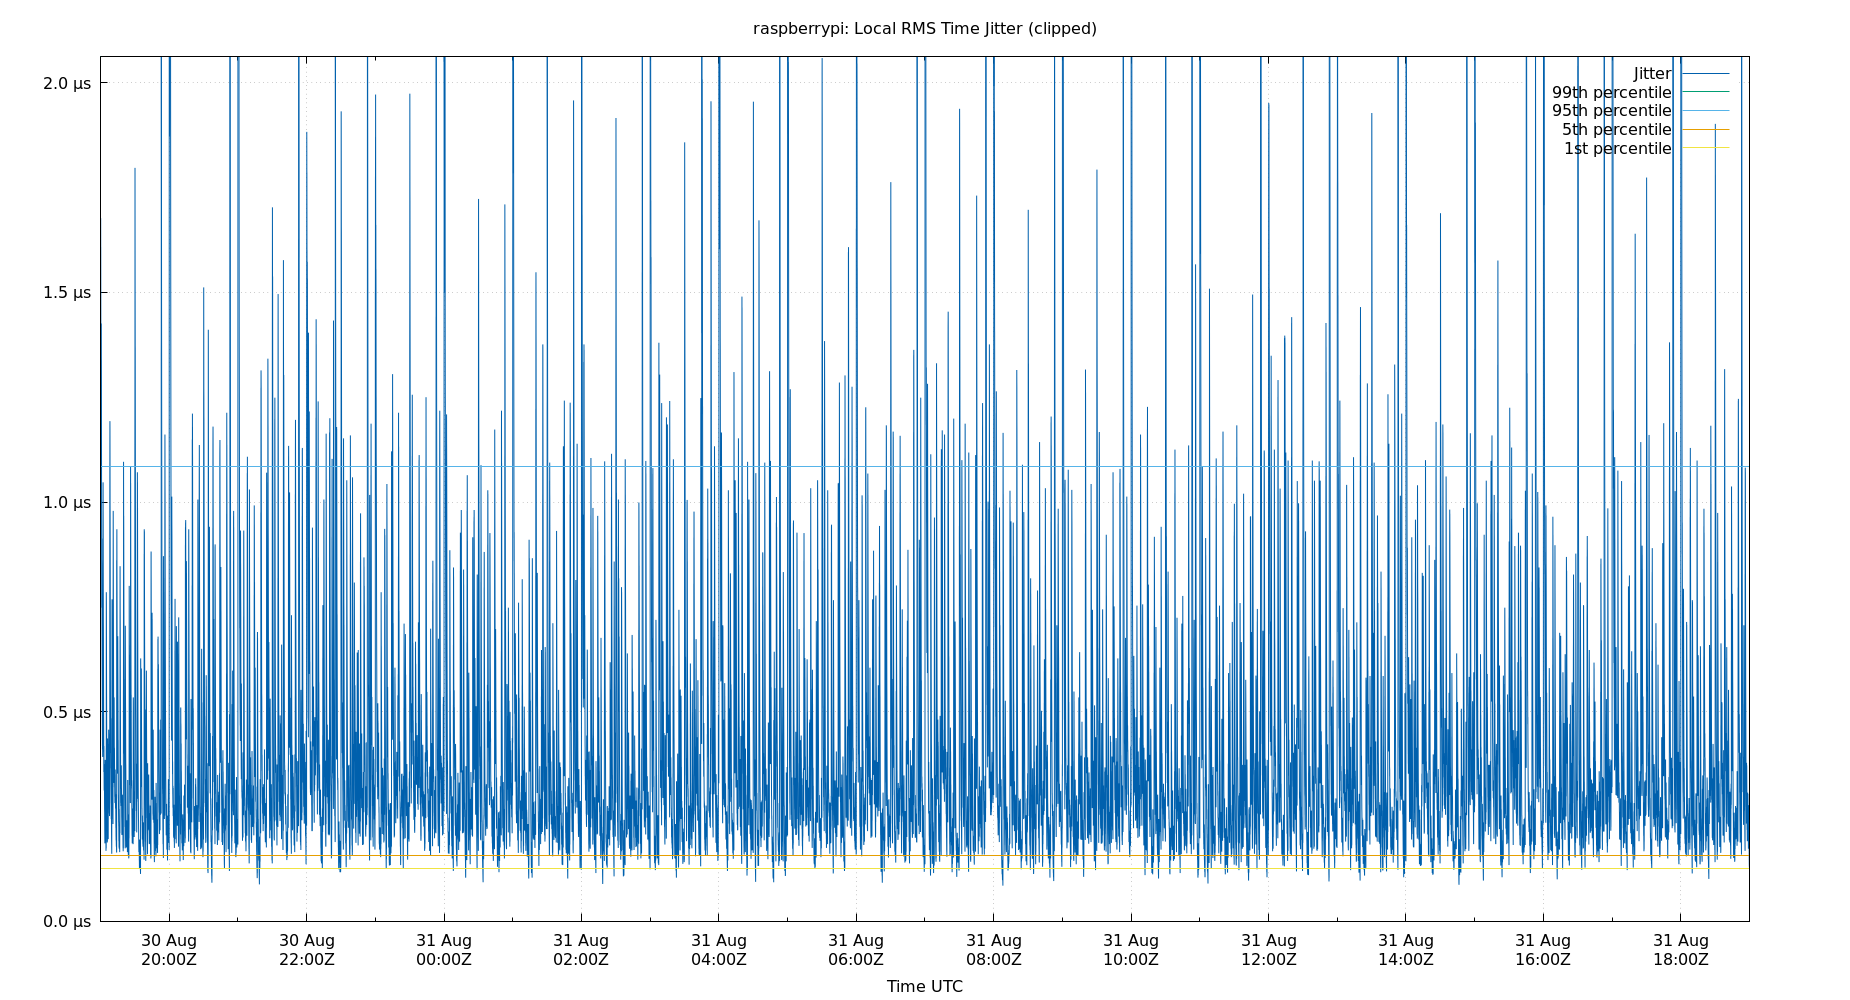 raspberrypi: Local RMS Time Jitter (clipped)
2.0 µs
1.5 µs
1.0 µs
0.5 µs
0.0 µs
Jitter
99th percentile
95th percentile
5th percentile
1st percentile
30 Aug 30 Aug 31 Aug 31 Aug 31 Aug 31 Aug 31 Aug 31 Aug 31 Aug 31 Aug 31 Aug 31 Aug
20:00Z 22:00Z 00:00Z 02:00Z 04:00Z 06:00Z 08:00Z 10:00Z 12:00Z 14:00Z 16:00Z 18:00Z
Time UTC